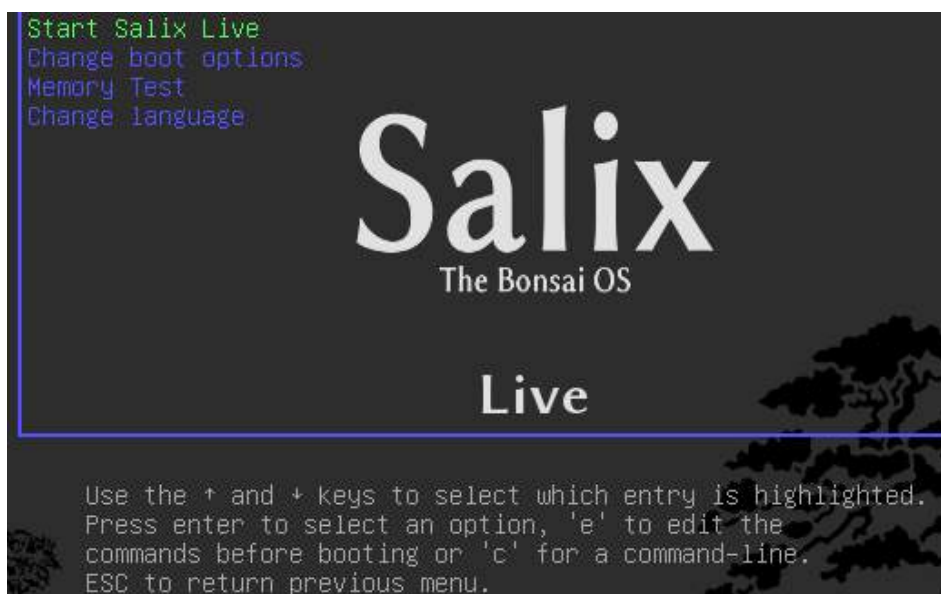 Start Salix Live
Change boot options
Memory Test
Change language
Salix
The Bonsai OS
Live
Use the ↑ and ↓ keys to select which entry is highlighted.
Press enter to select an option, 'e' to edit the
commands before booting or 'c' for a command-line.
ESC to return previous menu.